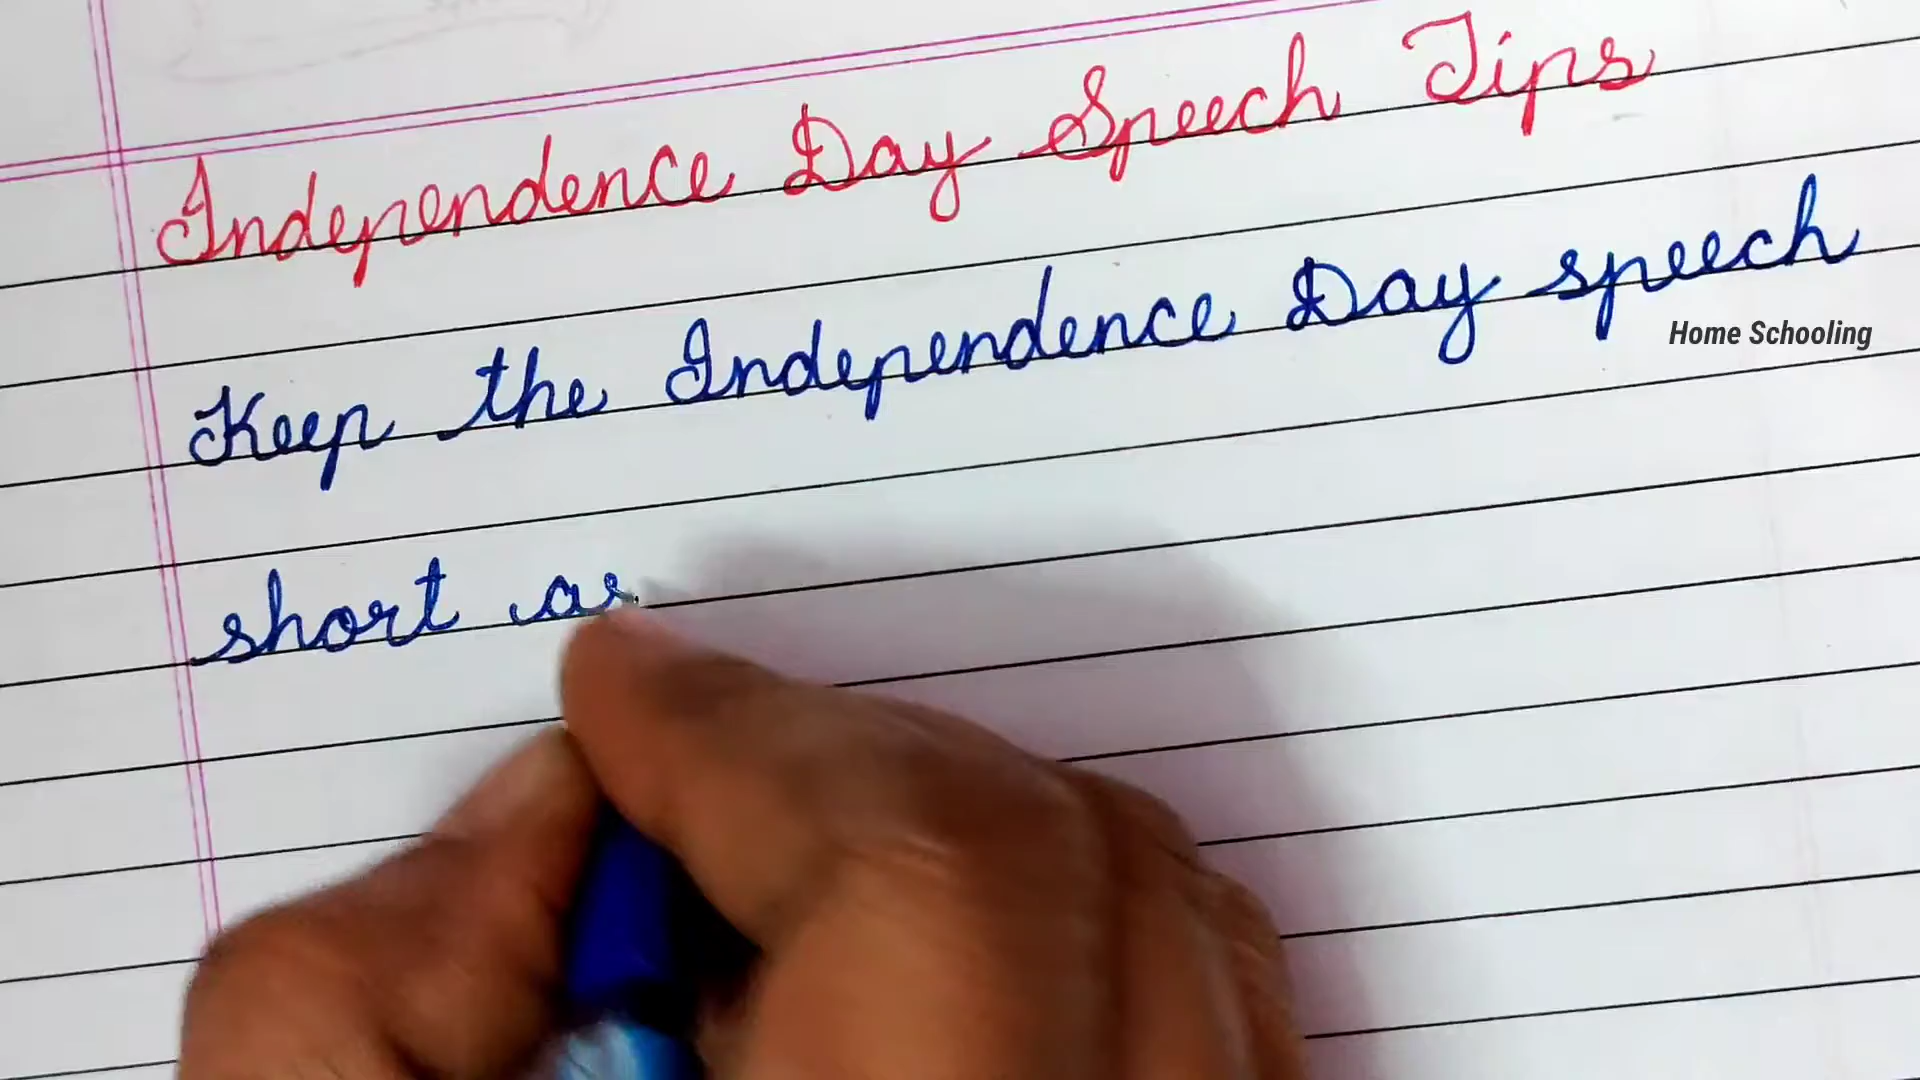 Independence Day Speech Tips
Keep the Independence Day speech
Home Schooling
short as